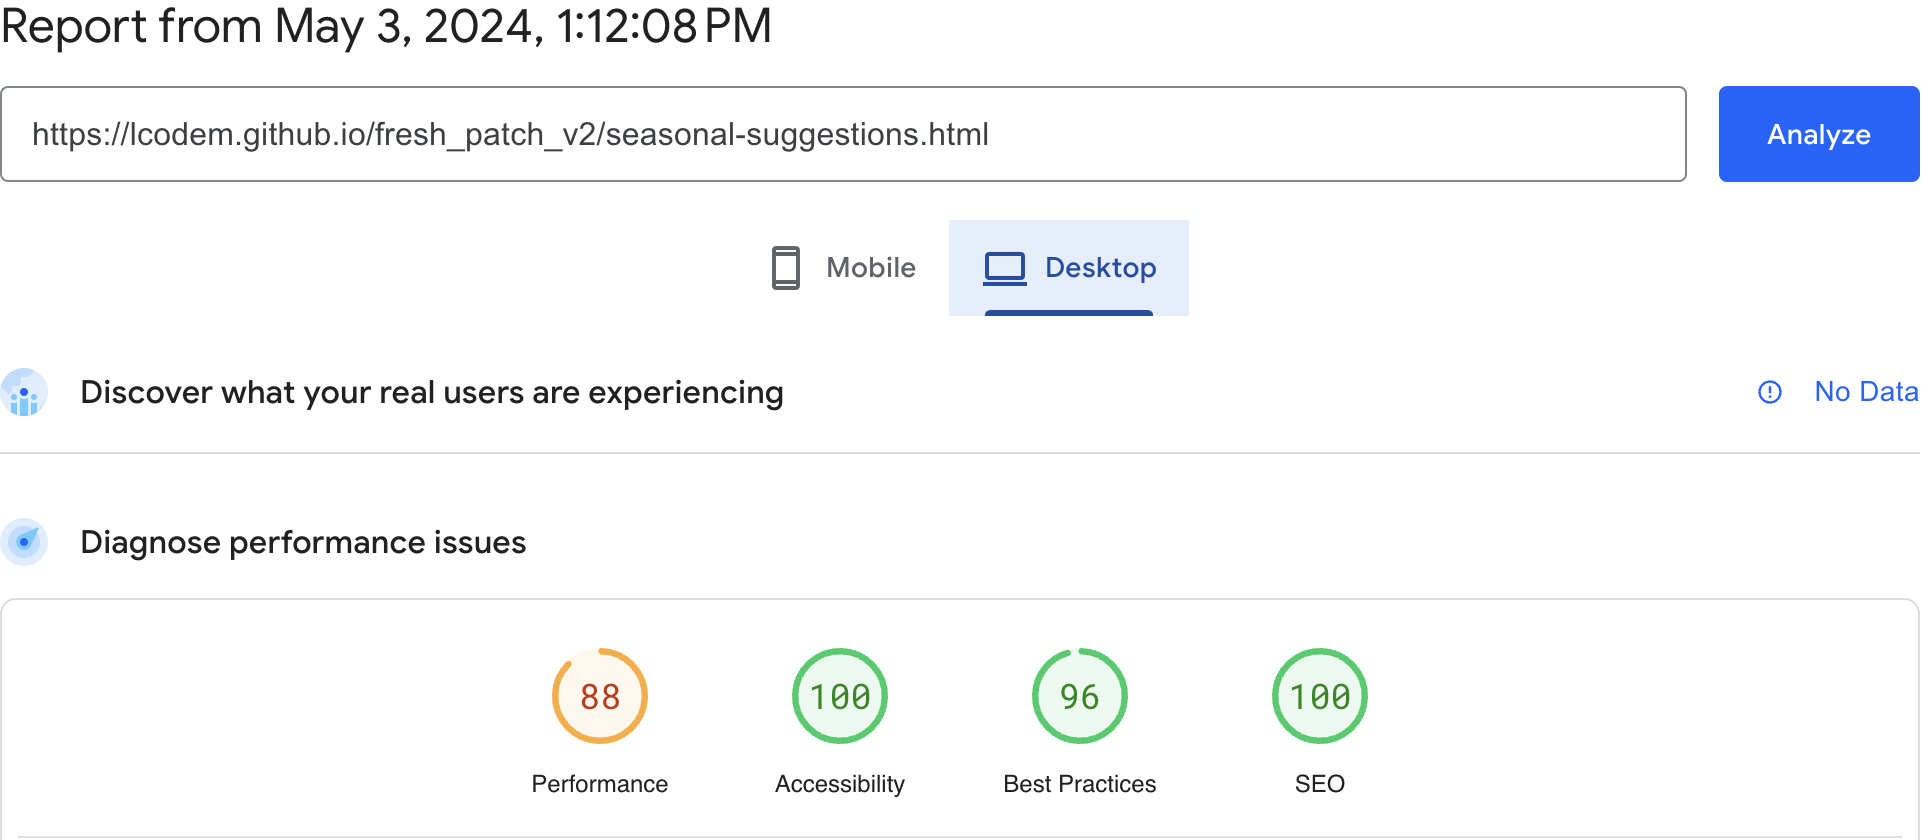 Report from May 3, 2024, 1:12:08 PM
https://lcodem.github.io/fresh_patch_v2/seasonal-suggestions.html
Analyze
Mobile
Desktop
Discover what your real users are experiencing
No Data
Diagnose performance issues
88
100
96
100
Performance
Accessibility
Best Practices
SEO